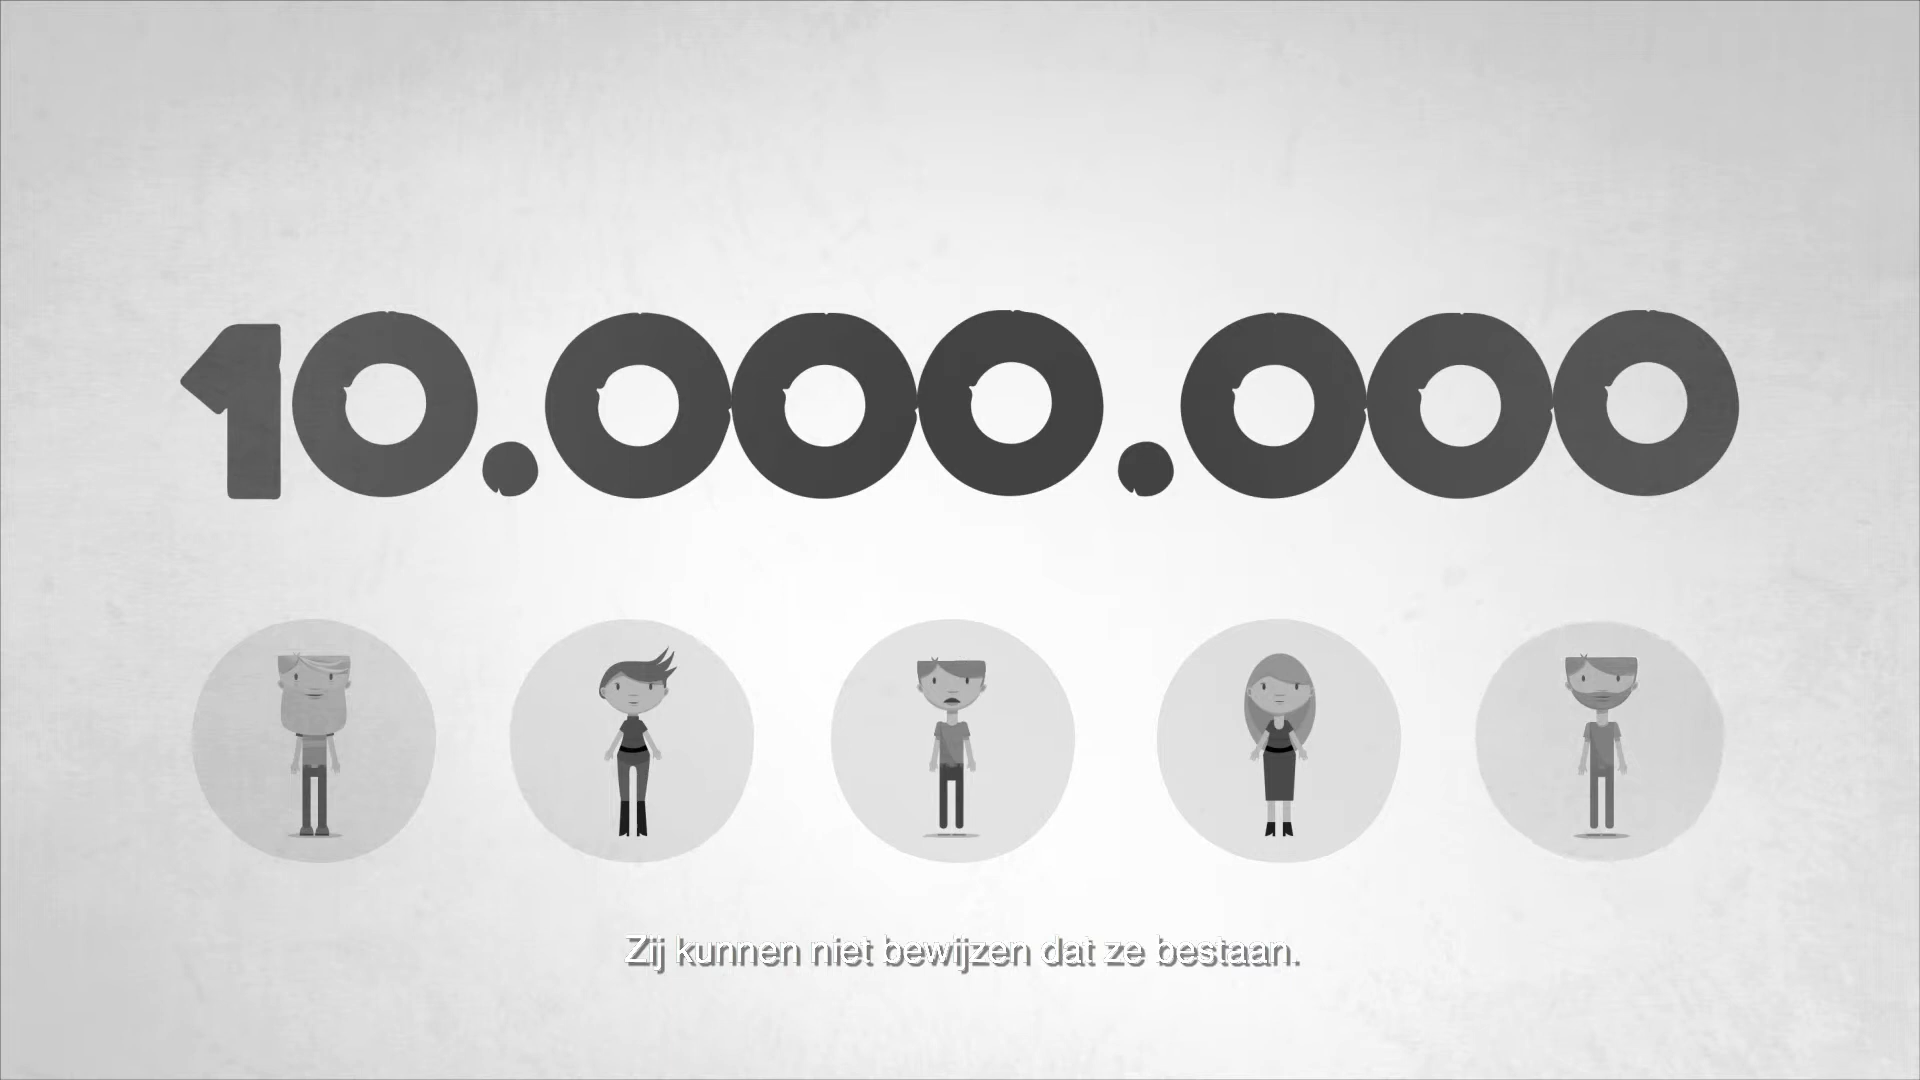 10.000.000
Zij kunnen niet bewijzen dat ze bestaan.